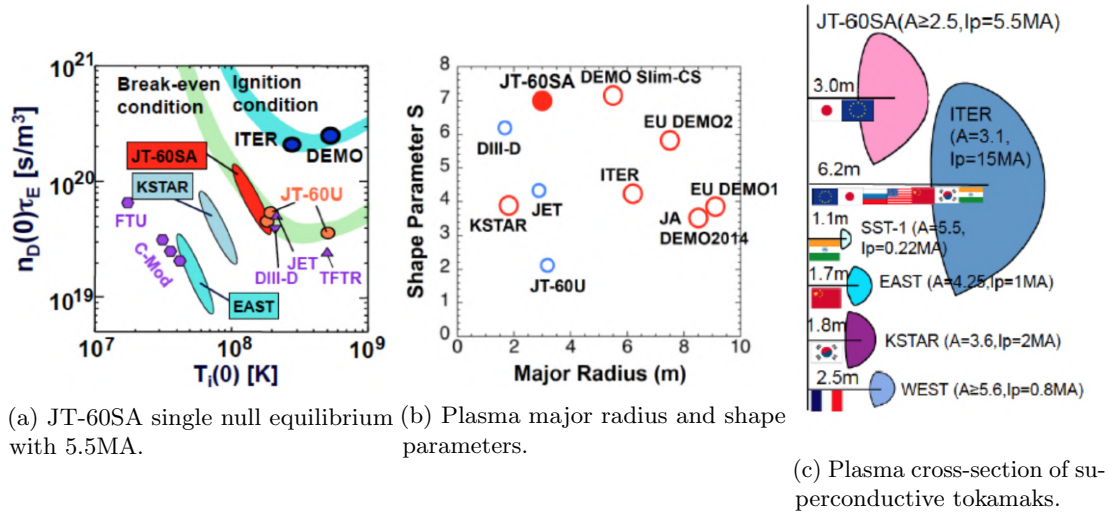 10^21
10^20
10^19
n_D(0)τ_E [s/m^3]
Break-even
condition
Ignition
condition
ITER
DEMO
JT-60SA
KSTAR
JT-60U
FTU
C-Mod
DIII-D
JET
TFTR
EAST
10^7
10^8
10^9
T_i(0) [K]
(a) JT-60SA single null equilibrium
with 5.5MA.
8
7
6
5
4
3
2
1
0
Shape Parameter S
JT-60SA
DEMO Slim-CS
DIII-D
EU DEMO2
ITER
JET
KSTAR
EU DEMO1
JA
DEMO2014
JT-60U
0
2
4
6
8
10
Major Radius (m)
(b) Plasma major radius and shape
parameters.
JT-60SA(A≥2.5,Ip=5.5MA)
3.0m
ITER
(A=3.1,
Ip=15MA)
6.2m
1.1m
SST-1 (A=5.5,
Ip=0.22MA)
1.7m
EAST (A=4.25,Ip=1MA)
1.8m
KSTAR (A=3.6,Ip=2MA)
2.5m
WEST (A≥5.6,Ip=0.8MA)
(c) Plasma cross-section of su-
perconductive tokamaks.